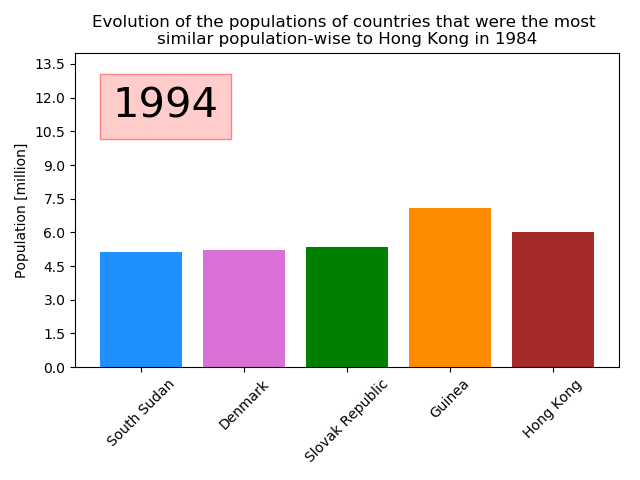 Evolution of the populations of countries that were the most
similar population-wise to Hong Kong in 1984
1994
Population [million]
13.5
12.0
10.5
9.0
7.5
6.0
4.5
3.0
1.5
0.0
South Sudan
Denmark
Slovak Republic
Guinea
Hong Kong